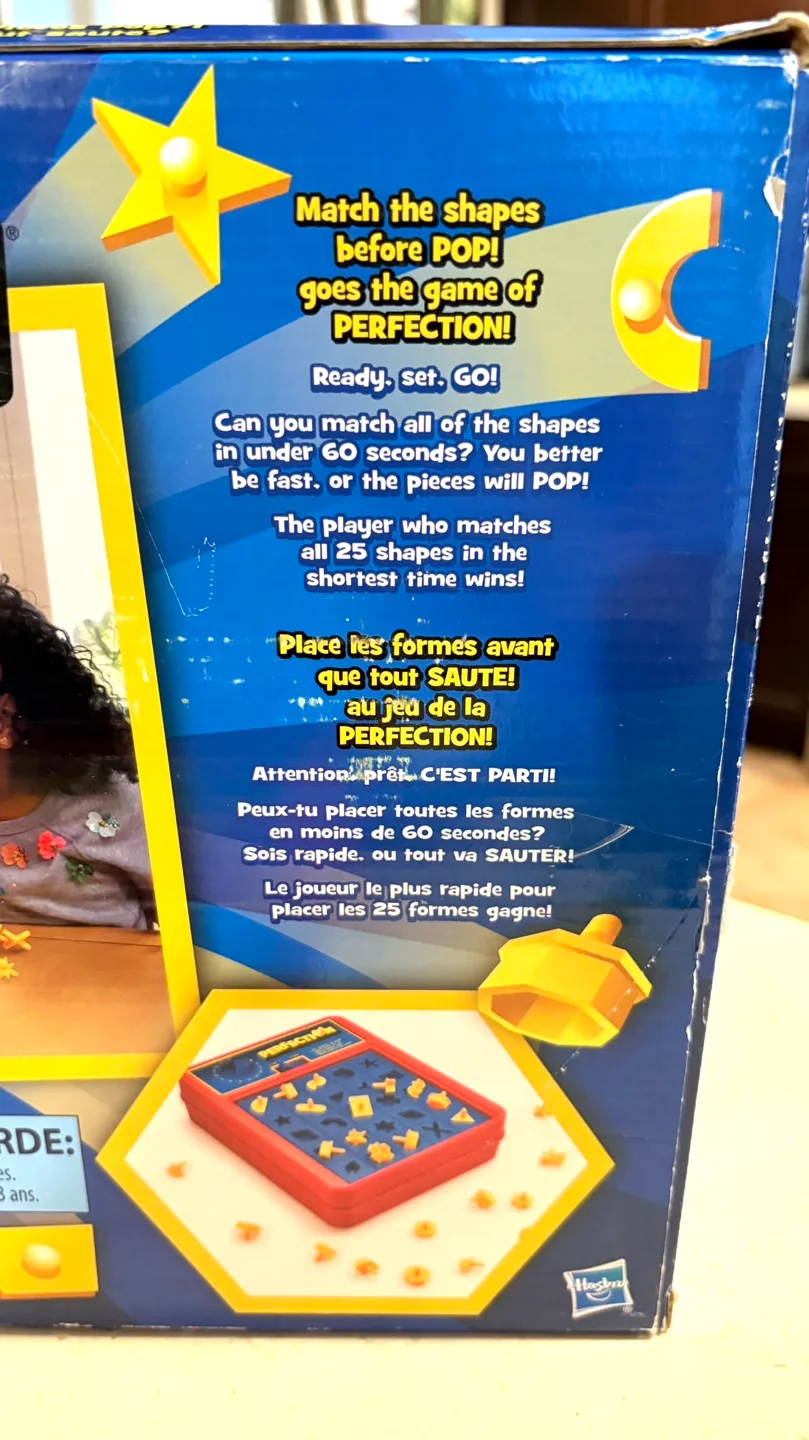 ®
Match the shapes
before POP!
goes the game of
PERFECTION!
Ready, set, GO!
Can you match all of the shapes
in under 60 seconds? You better
be fast, or the pieces will POP!
The player who matches
all 25 shapes in the
shortest time wins!
Place les formes avant
que tout SAUTE!
au jeu de la
PERFECTION!
Attention, prêt, C'EST PARTI!
Peux-tu placer toutes les formes
en moins de 60 secondes?
Sois rapide, ou tout va SAUTER!
Le joueur le plus rapide pour
placer les 25 formes gagne!
PERFECTION
RDE:
es.
3 ans.
Hasbro
®